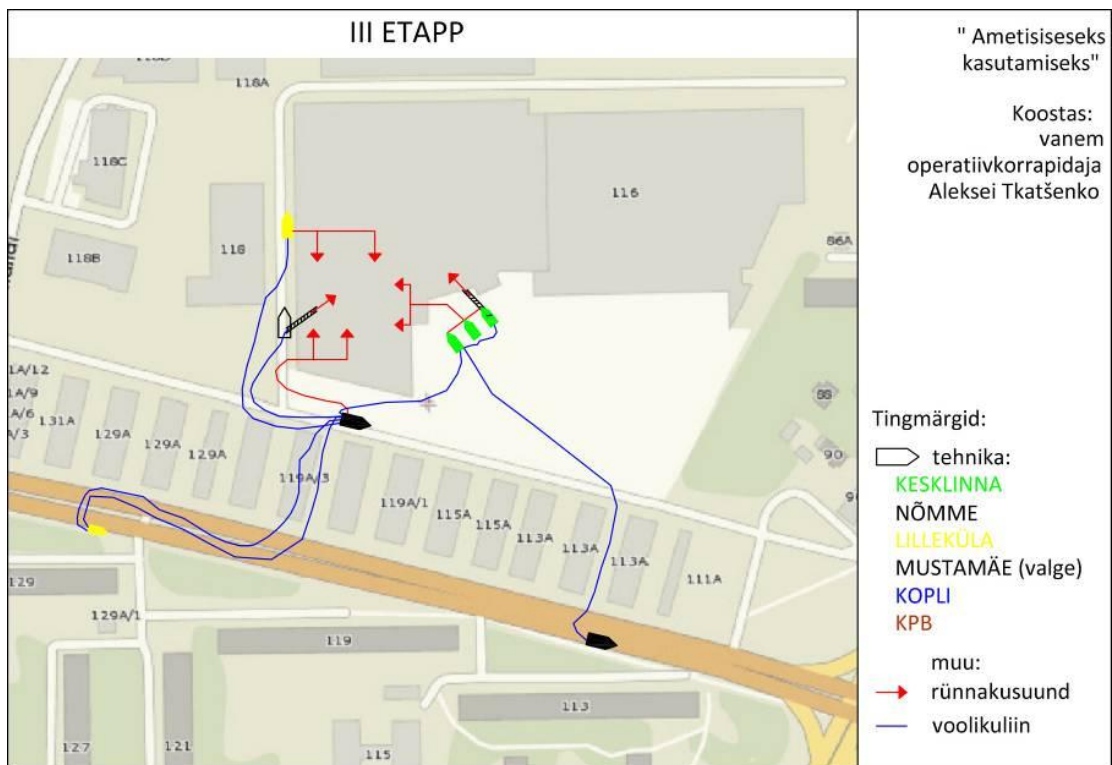 III ETAPP
" Ametisiseseks
kasutamiseks"
Koostas:
vanem
operatiivkorrapidaja
Aleksei Tkatšenko
118A
118C
116
118
118B
86A
88
90
1A/12
1A/9
A/6
A/3
131A
129A
129A
129A
119A/3
119A/1
115A
115A
113A
113A
113A
111A
129
129A/1
119
113
127
121
115
Tingmärgid:
tehnika:
KESKLINNA
NÕMME
LILLEKÜLA
MUSTAMÄE (valge)
KOPLI
KPB
muu:
rünnakusuund
voolikuliin